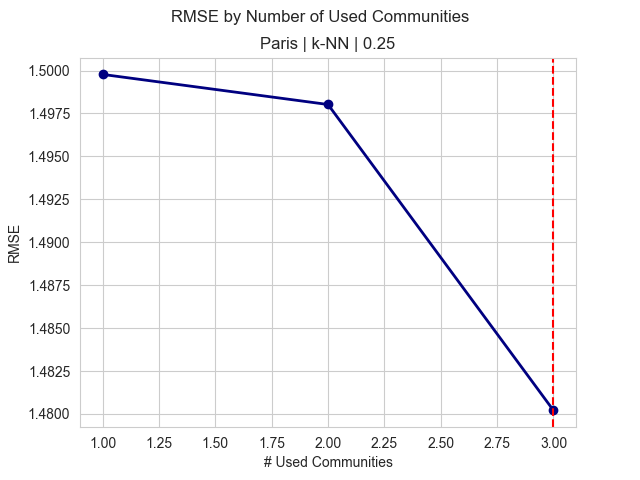 RMSE by Number of Used Communities
Paris | k-NN | 0.25
1.5000
1.4975
1.4950
1.4925
1.4900
1.4875
1.4850
1.4825
1.4800
RMSE
1.00 1.25 1.50 1.75 2.00 2.25 2.50 2.75 3.00
# Used Communities